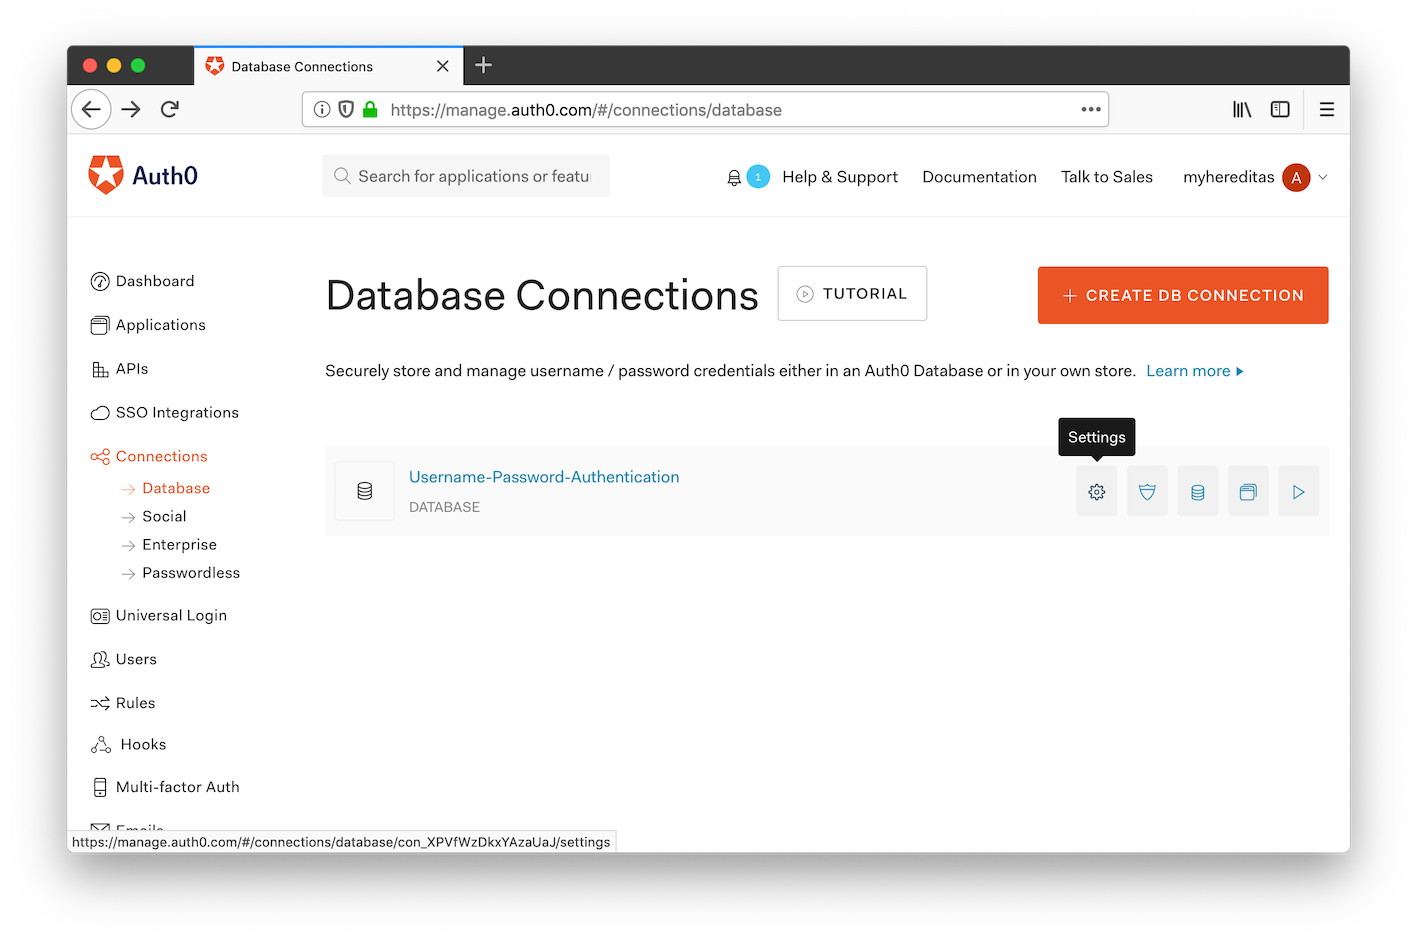 Database Connections
https://manage.auth0.com/#/connections/database
Auth0
Search for applications or featu
1
Help & Support
Documentation
Talk to Sales
myhereditas
A
Dashboard
Applications
APIs
SSO Integrations
Connections
Database
Social
Enterprise
Passwordless
Universal Login
Users
Rules
Hooks
Multi-factor Auth
Emails
Database Connections
TUTORIAL
+ CREATE DB CONNECTION
Securely store and manage username / password credentials either in an Auth0 Database or in your own store. Learn more
Settings
Username-Password-Authentication
DATABASE
https://manage.auth0.com/#/connections/database/con_XPVfWzDkxYAzaUaJ/settings